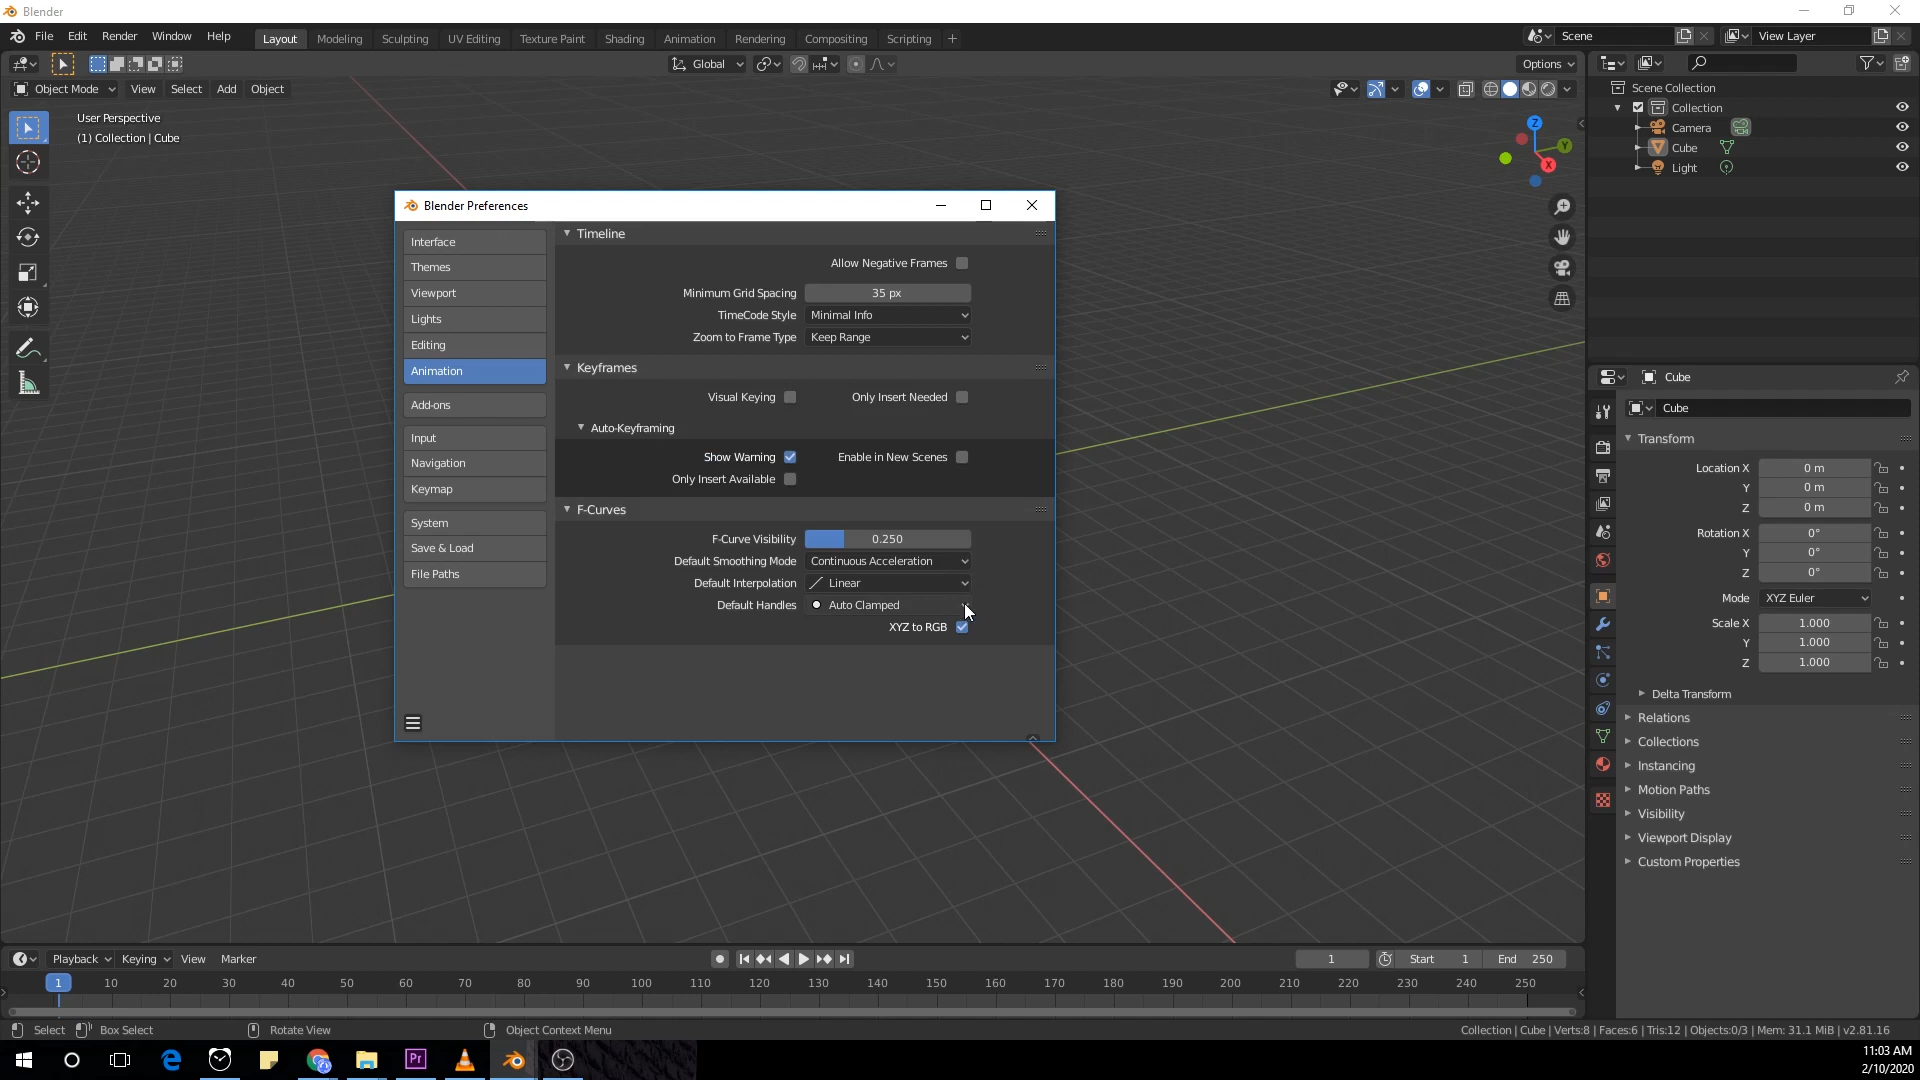 Blender
File Edit Render Window Help Layout Modeling Sculpting UV Editing Texture Paint Shading Animation Rendering Compositing Scripting + Scene View Layer
Global Options
Object Mode View Select Add Object
User Perspective
(1) Collection | Cube
Z
Y
X
Scene Collection
Collection
Camera
Cube
Light
Blender Preferences
Interface
Themes
Viewport
Lights
Editing
Animation
Add-ons
Input
Navigation
Keymap
System
Save & Load
File Paths
Timeline
Allow Negative Frames
Minimum Grid Spacing 35 px
TimeCode Style Minimal Info
Zoom to Frame Type Keep Range
Keyframes
Visual Keying Only Insert Needed
Auto-Keyframing
Show Warning Enable in New Scenes
Only Insert Available
F-Curves
F-Curve Visibility 0.250
Default Smoothing Mode Continuous Acceleration
Default Interpolation Linear
Default Handles Auto Clamped
XYZ to RGB
Cube
Cube
Transform
Location X 0 m
Y 0 m
Z 0 m
Rotation X 0°
Y 0°
Z 0°
Mode XYZ Euler
Scale X 1.000
Y 1.000
Z 1.000
Delta Transform
Relations
Collections
Instancing
Motion Paths
Visibility
Viewport Display
Custom Properties
Playback Keying View Marker 1 Start 1 End 250
1 10 20 30 40 50 60 70 80 90 100 110 120 130 140 150 160 170 180 190 200 210 220 230 240 250
Select Box Select Rotate View Object Context Menu Collection | Cube | Verts:8 | Faces:6 | Tris:12 | Objects:0/3 | Mem: 31.1 MiB | v2.81.16
Pr
11:03 AM
2/10/2020